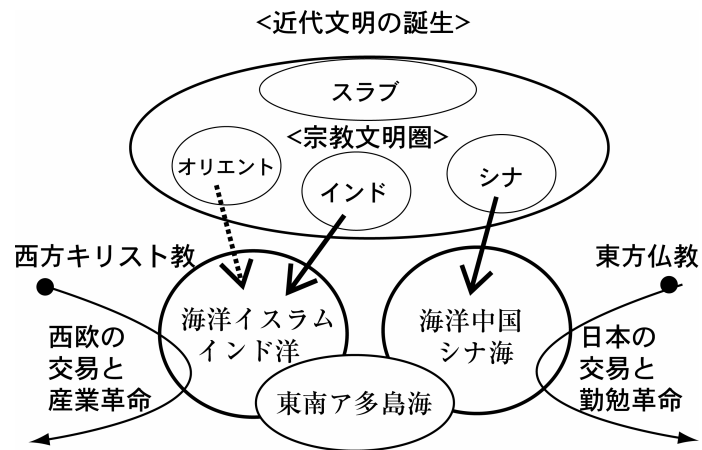 <近代文明の誕生>
スラブ
<宗教文明圏>
オリエント
インド
シナ
西方キリスト教
東方仏教
海洋イスラム
インド洋
海洋中国
シナ海
西欧の
交易と
産業革命
日本の
交易と
勤勉革命
東南ア多島海